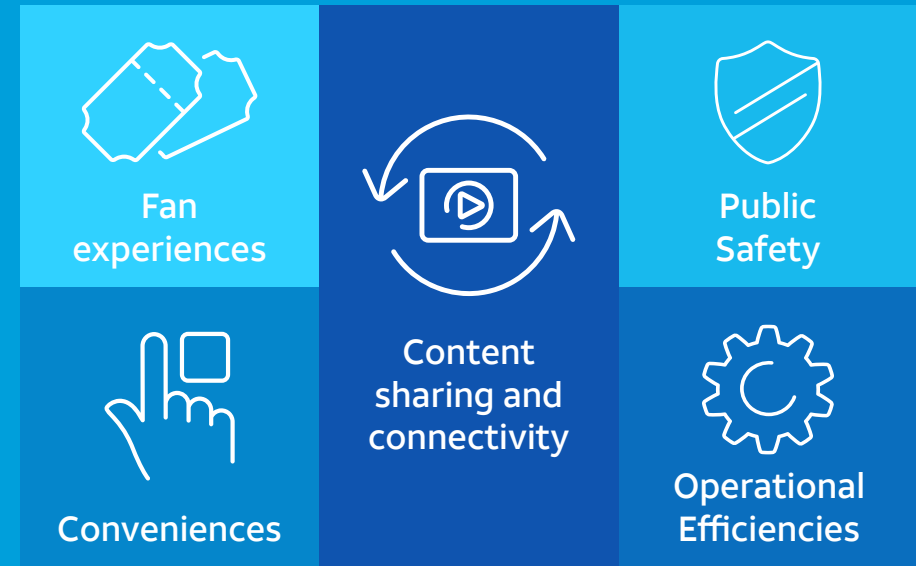 Fan
experiences
Conveniences
Content
sharing and
connectivity
Public
Safety
Operational
Efficiencies